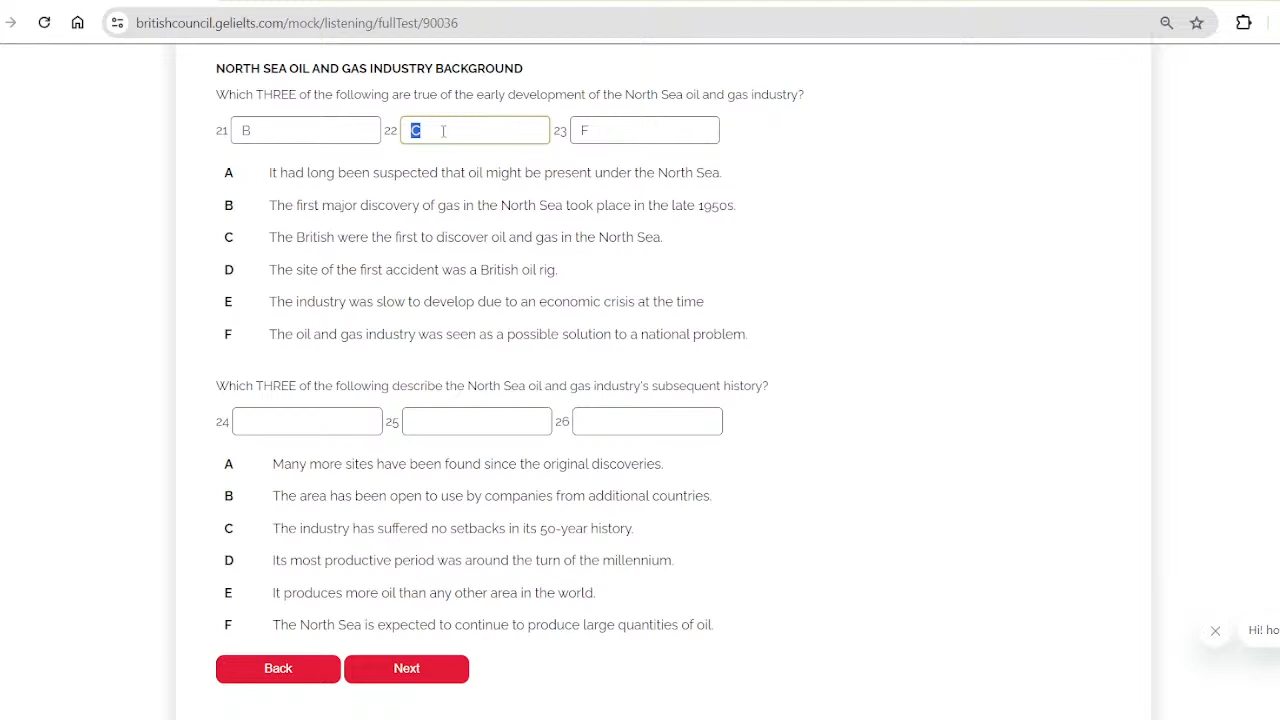 britishcouncil.gelielts.com/mock/listening/fullTest/90036
NORTH SEA OIL AND GAS INDUSTRY BACKGROUND
Which THREE of the following are true of the early development of the North Sea oil and gas industry?
21 B 22 C 23 F
A It had long been suspected that oil might be present under the North Sea.
B The first major discovery of gas in the North Sea took place in the late 1950s.
C The British were the first to discover oil and gas in the North Sea.
D The site of the first accident was a British oil rig.
E The industry was slow to develop due to an economic crisis at the time
F The oil and gas industry was seen as a possible solution to a national problem.
Which THREE of the following describe the North Sea oil and gas industry's subsequent history?
24 25 26
A Many more sites have been found since the original discoveries.
B The area has been open to use by companies from additional countries.
C The industry has suffered no setbacks in its 50-year history.
D Its most productive period was around the turn of the millennium.
E It produces more oil than any other area in the world.
F The North Sea is expected to continue to produce large quantities of oil.
Hi! ho
Back Next